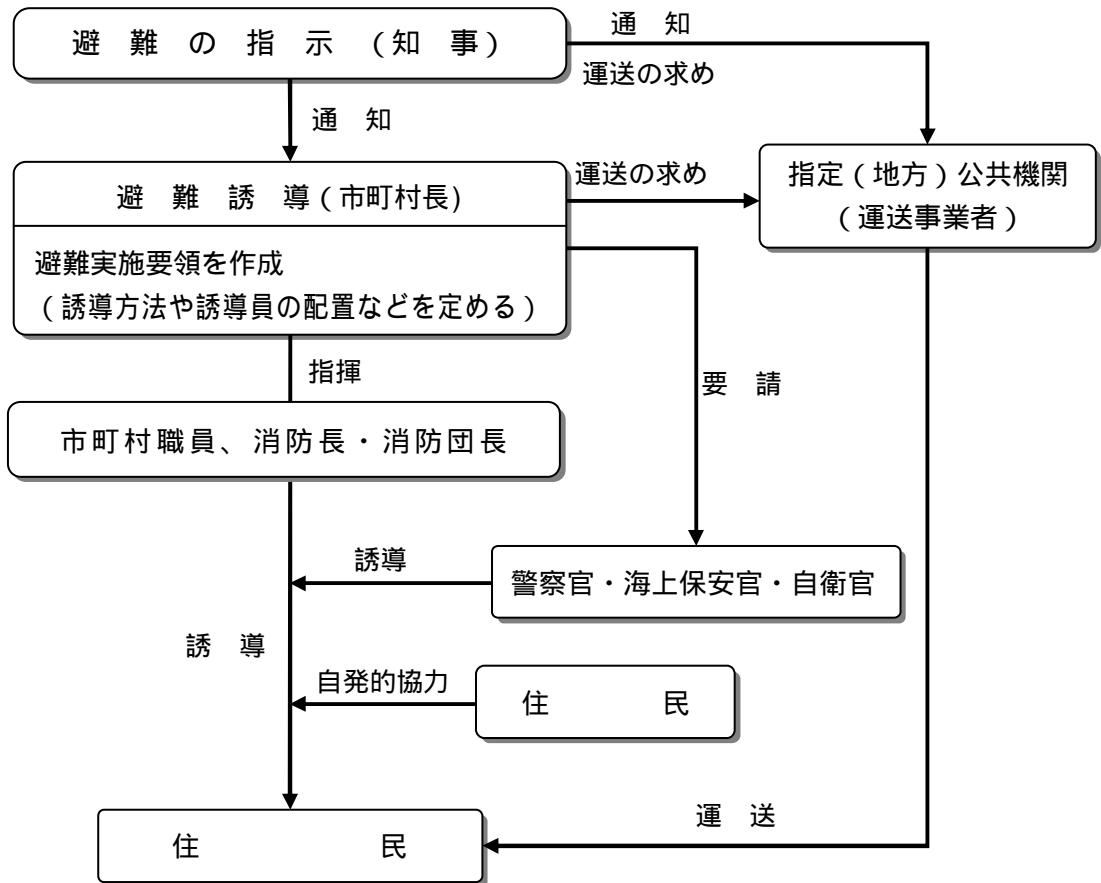 避 難 の 指 示 (知 事)
通 知
運送の求め
通 知
指定(地方)公共機関
(運送事業者)
避 難 誘 導(市町村長)
運送の求め
避難実施要領を作成
(誘導方法や誘導員の配置などを定める)
指揮
要 請
市町村職員、消防長・消防団長
誘導
警察官・海上保安官・自衛官
誘 導
自発的協力
住 民
運 送
住 民